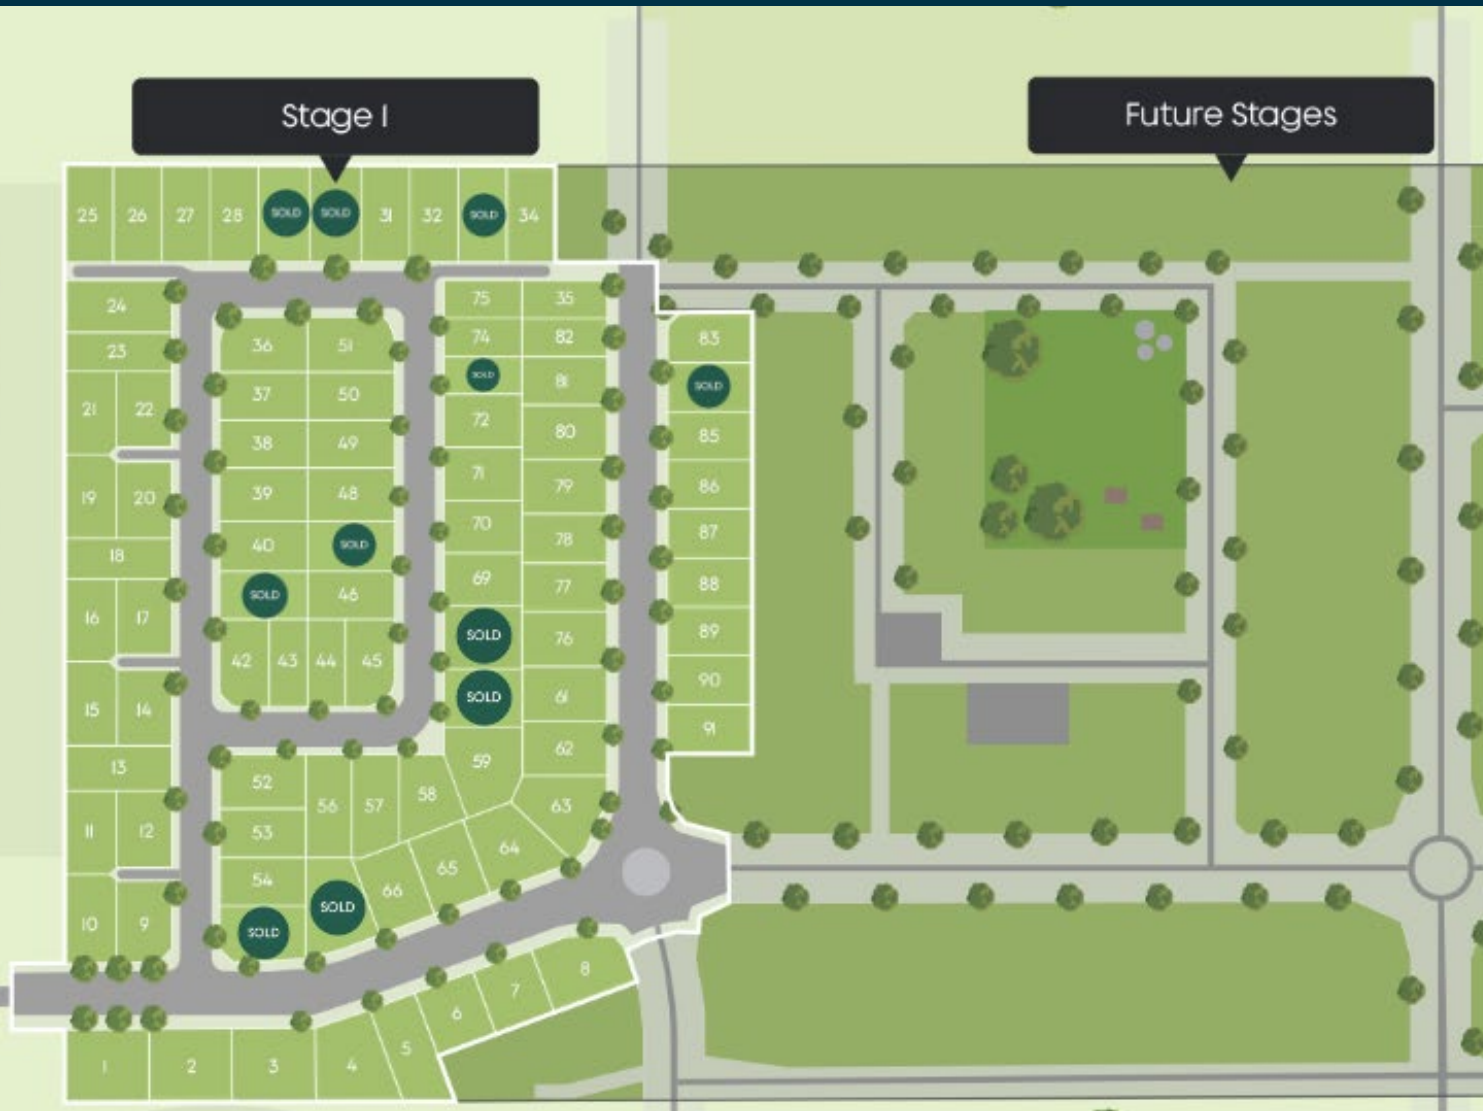 Stage 1
Future Stages
25 26 27 28 SOLD SOLD 31 32 SOLD 34
24
23
21 22
19 20
18
16 17
15 14
13
11 12
10 9
36 51
37 50
38 49
39 48
40 SOLD
SOLD 46
42 43 44 45
75 35
74 82
SOLD 81
72 80
71 79
70 78
69 77
SOLD 76
SOLD 61
59 62
63
83
SOLD
85
86
87
88
89
90
91
52 56 57 58
53
54
SOLD SOLD 66 65 64
1 2 3 4 5 6 7 8